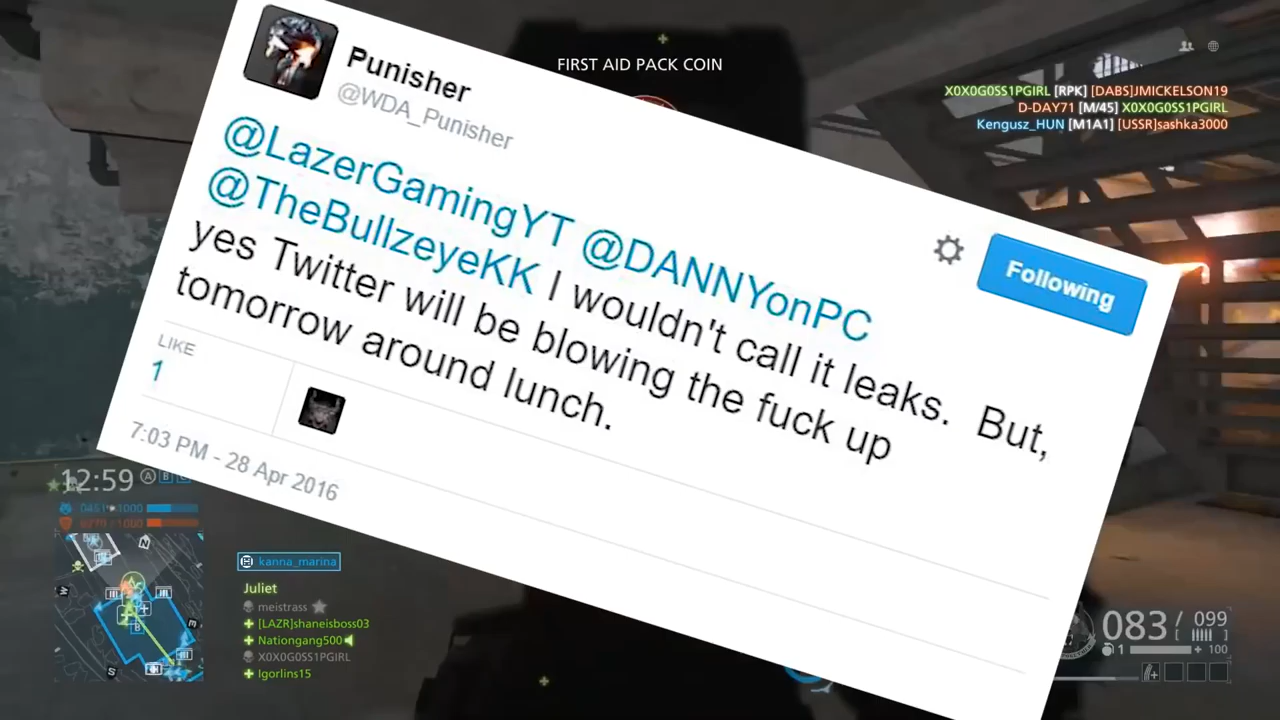 FIRST AID PACK COIN
X0X0G0SS1PGIRL [RPK] [DABS]JMICKELSON19
D-DAY71 [M/45] X0X0G0SS1PGIRL
Kengusz_HUN [M1A1] [USSR]sashka3000
Punisher
@WDA_Punisher
Following
@LazerGamingYT @DANNYonPC
@TheBullzeyeKK I wouldn't call it leaks.  But,
yes Twitter will be blowing the fuck up
tomorrow around lunch.
LIKE
1
7:03 PM - 28 Apr 2016
12:59 A B C
1000
1000
N
W
E
S
B
kanna_marina
Juliet
meistrass
[LAZR]shaneisboss03
Nationgang500
X0X0G0SS1PGIRL
Igorlins15
083 / 099
1
100